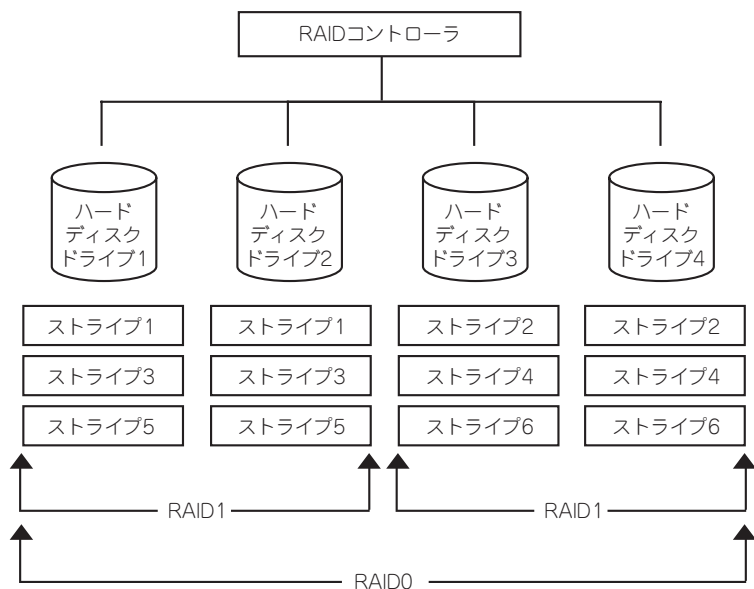 RAIDコントローラ
ハード
ディスク
ドライブ1
ハード
ディスク
ドライブ2
ハード
ディスク
ドライブ3
ハード
ディスク
ドライブ4
ストライプ1
ストライプ1
ストライプ2
ストライプ2
ストライプ3
ストライプ3
ストライプ4
ストライプ4
ストライプ5
ストライプ5
ストライプ6
ストライプ6
RAID1
RAID1
RAID0